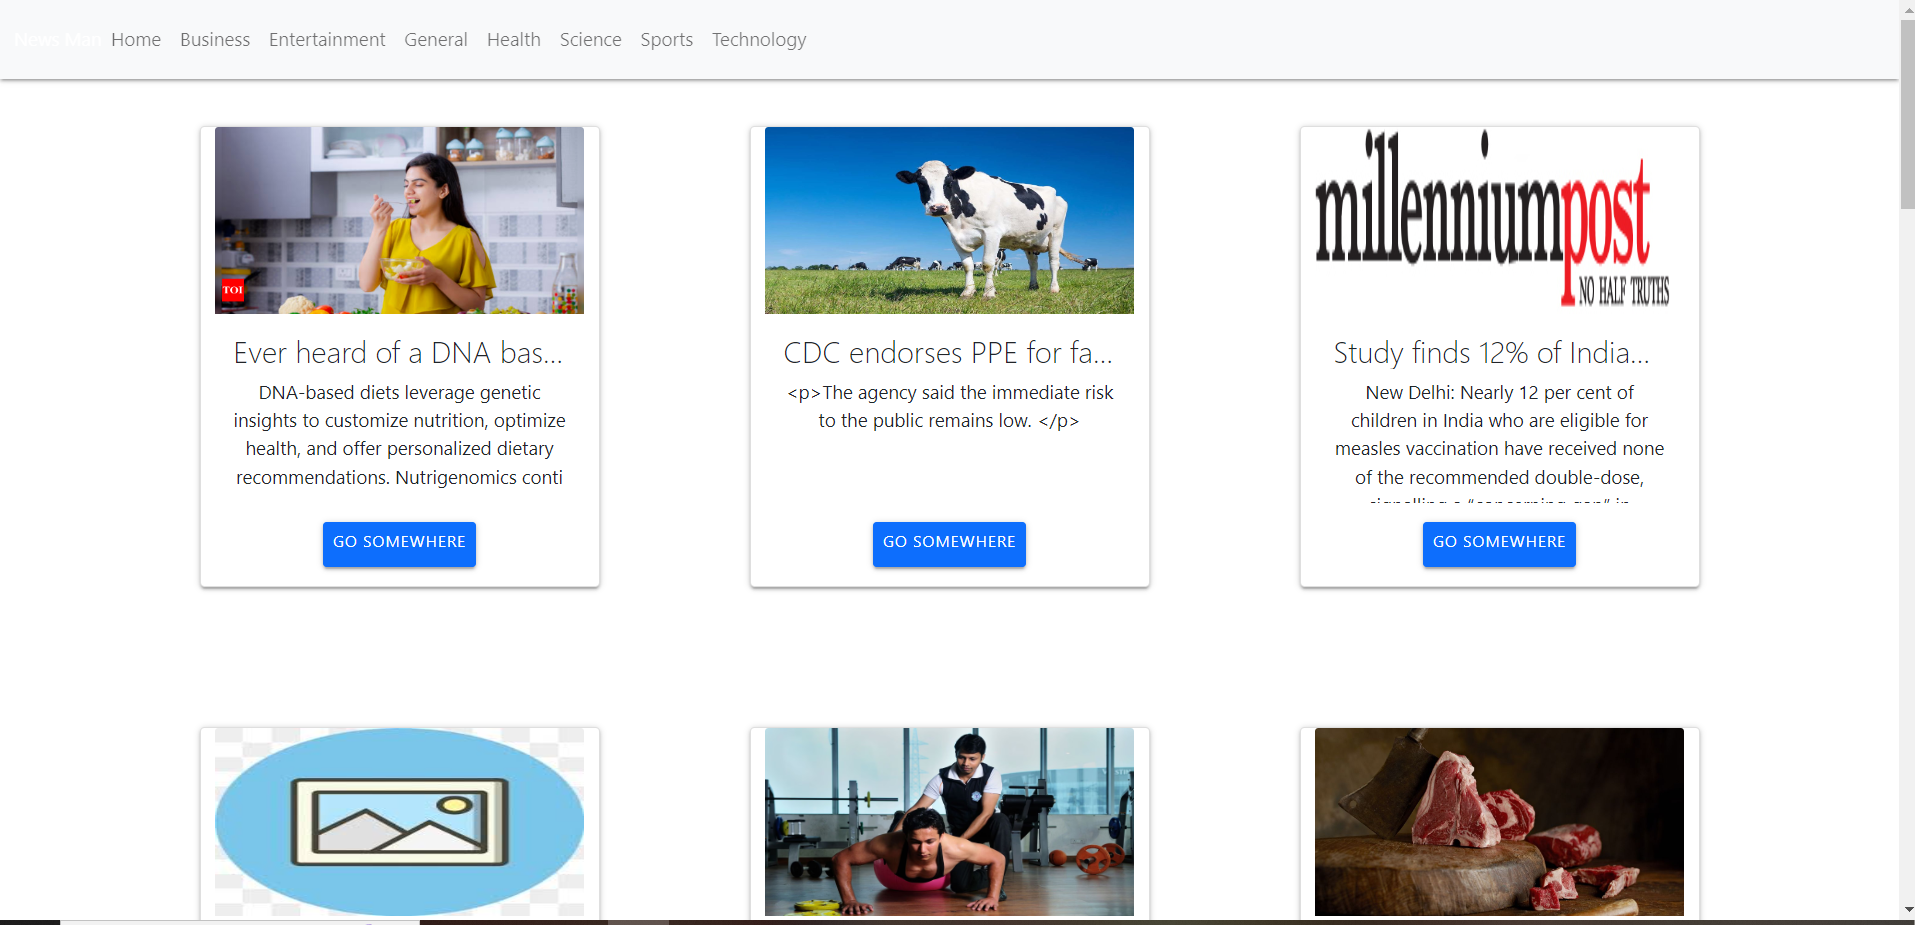 News Man Home Business Entertainment General Health Science Sports Technology
TOI
millenniumpost
NO HALF TRUTHS
Ever heard of a DNA bas...
DNA-based diets leverage genetic
insights to customize nutrition, optimize
health, and offer personalized dietary
recommendations. Nutrigenomics conti
GO SOMEWHERE
CDC endorses PPE for fa...
<p>The agency said the immediate risk
to the public remains low. </p>
GO SOMEWHERE
Study finds 12% of India...
New Delhi: Nearly 12 per cent of
children in India who are eligible for
measles vaccination have received none
of the recommended double-dose,
signalling a “concerning gap” in
GO SOMEWHERE